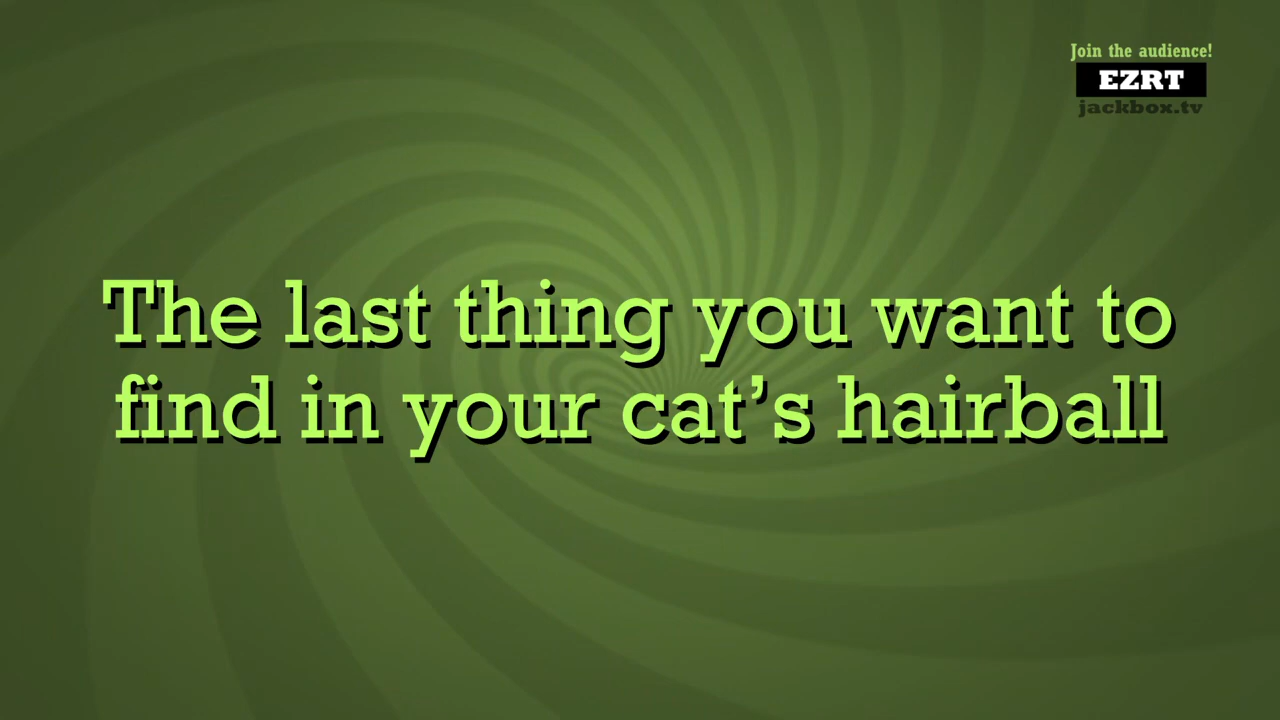 Join the audience!
EZRT
jackbox.tv
The last thing you want to
find in your cat’s hairball